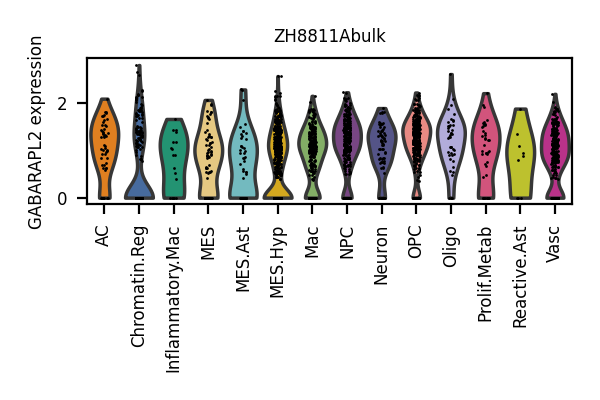 ZH8811Abulk
GABARAPL2 expression
2
0
AC
Chromatin.Reg
Inflammatory.Mac
MES
MES.Ast
MES.Hyp
Mac
NPC
Neuron
OPC
Oligo
Prolif.Metab
Reactive.Ast
Vasc